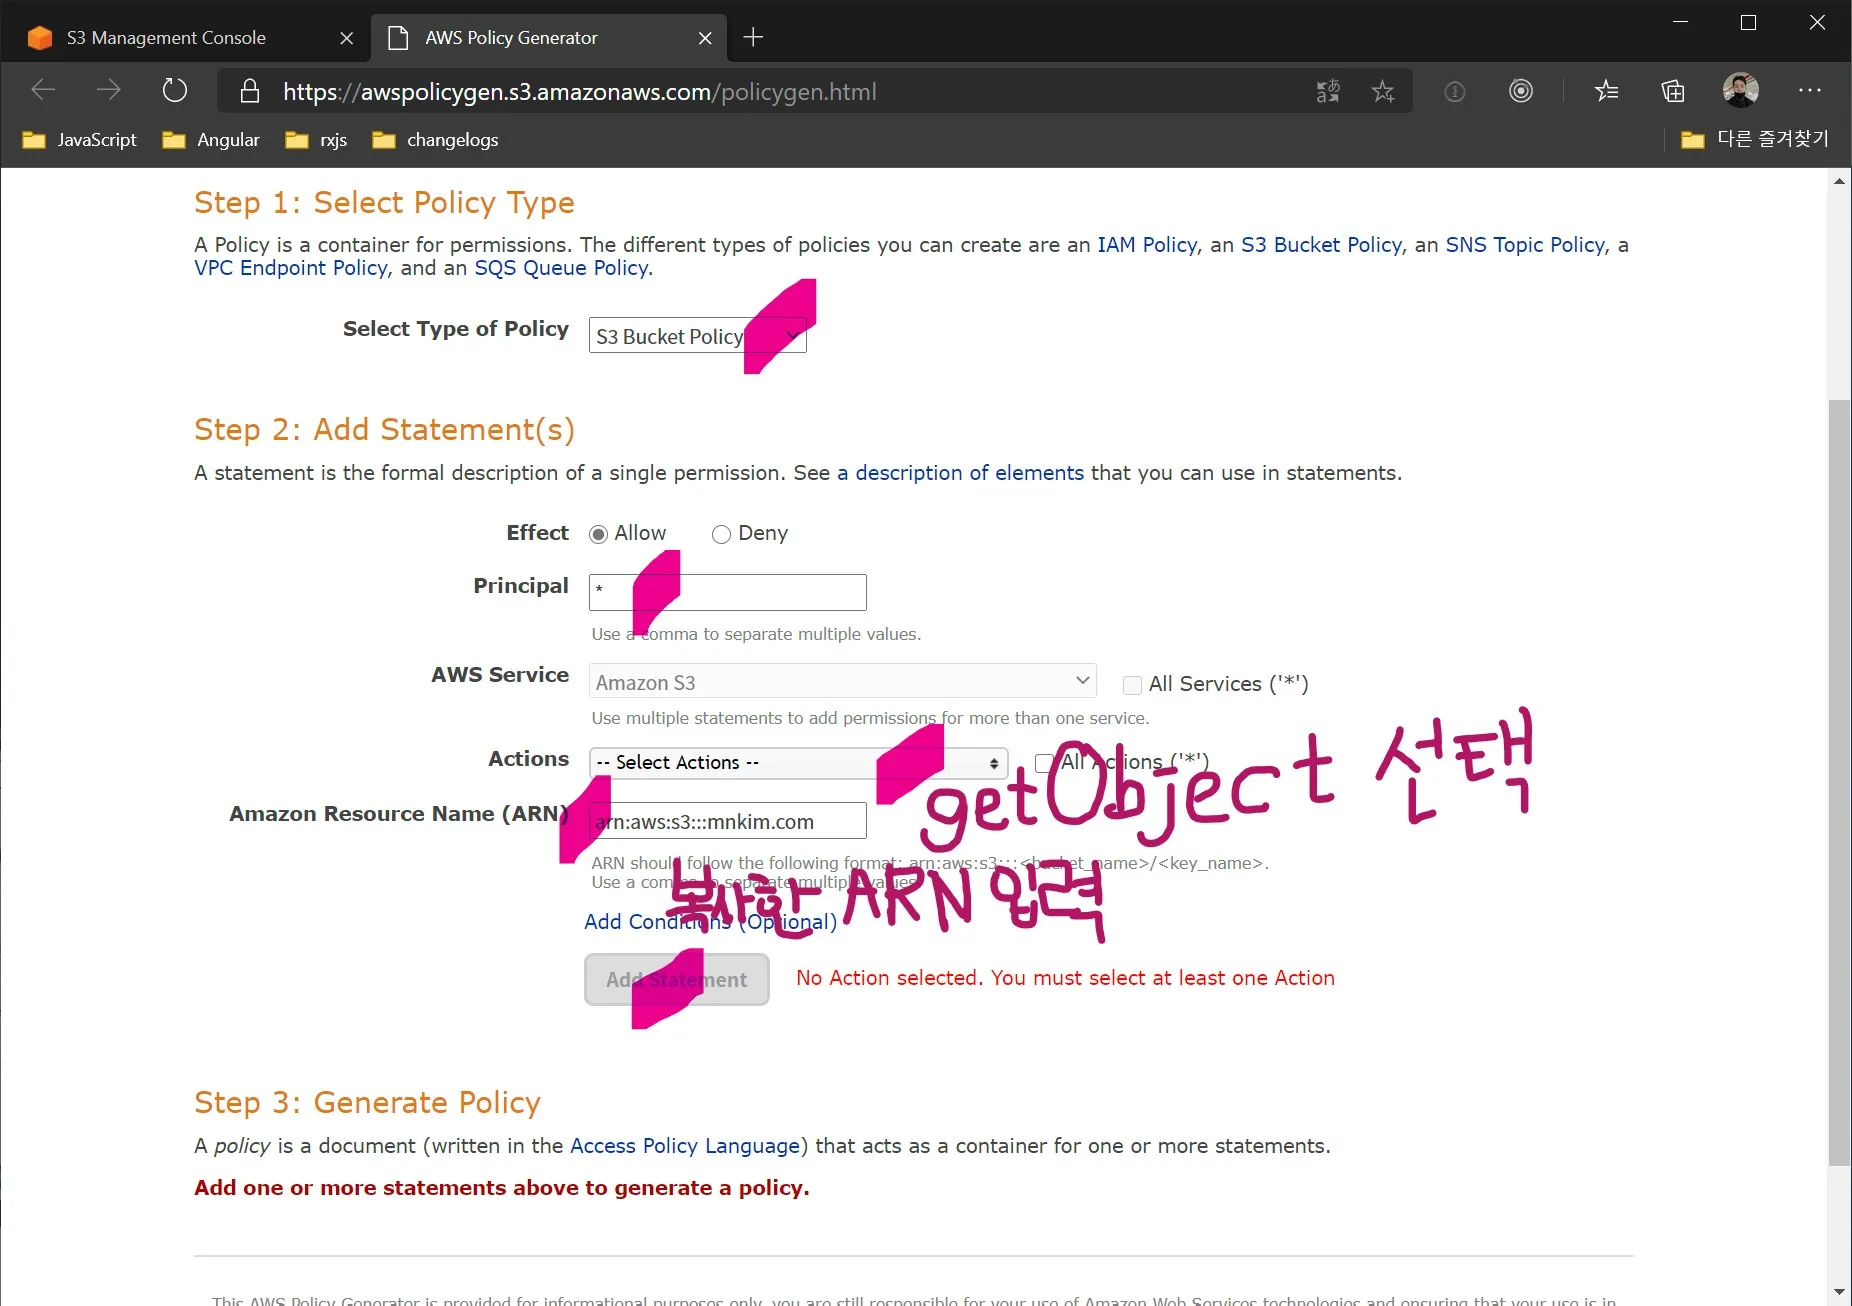 S3 Management Console
AWS Policy Generator
https://awspolicygen.s3.amazonaws.com/policygen.html
JavaScript
Angular
rxjs
changelogs
다른 즐겨찾기
Step 1: Select Policy Type
A Policy is a container for permissions. The different types of policies you can create are an IAM Policy, an S3 Bucket Policy, an SNS Topic Policy, a
VPC Endpoint Policy, and an SQS Queue Policy.
Select Type of Policy S3 Bucket Policy
Step 2: Add Statement(s)
A statement is the formal description of a single permission. See a description of elements that you can use in statements.
Effect Allow Deny
Principal *
Use a comma to separate multiple values.
AWS Service Amazon S3 All Services ('*')
Use multiple statements to add permissions for more than one service.
Actions -- Select Actions -- All Actions ('*')
getObject 선택
Amazon Resource Name (ARN) arn:aws:s3:::mnkim.com
ARN should follow the following format: arn:aws:s3:::<bucket_name>/<key_name>.
Use a comma to separate multiple values.
복사한 ARN 입력
Add Conditions (Optional)
Add Statement No Action selected. You must select at least one Action
Step 3: Generate Policy
A policy is a document (written in the Access Policy Language) that acts as a container for one or more statements.
Add one or more statements above to generate a policy.
This AWS Policy Generator is provided for informational purposes only, you are still responsible for your use of Amazon Web Services technologies and ensuring that your use is in